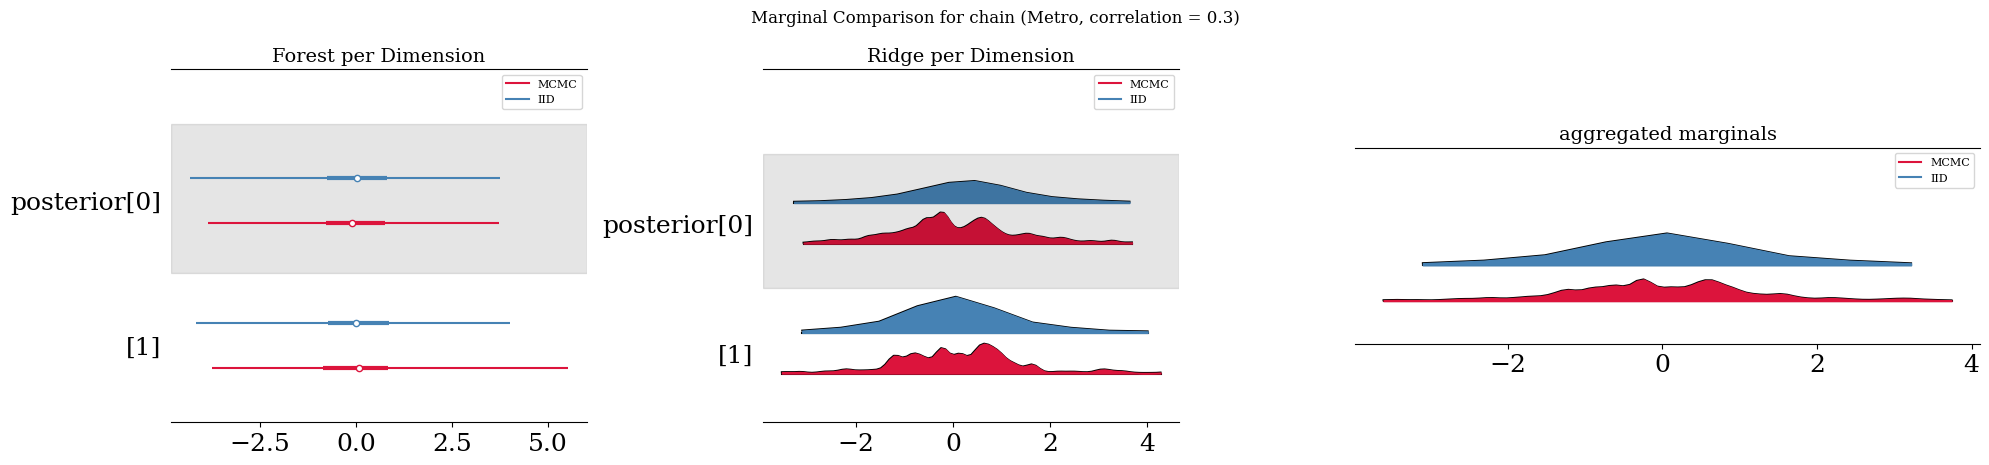 Marginal Comparison for chain (Metro, correlation = 0.3)
Forest per Dimension
MCMC
IID
posterior[0]
[1]
−2.5 0.0 2.5 5.0
Ridge per Dimension
MCMC
IID
posterior[0]
[1]
−2 0 2 4
aggregated marginals
MCMC
IID
−2 0 2 4